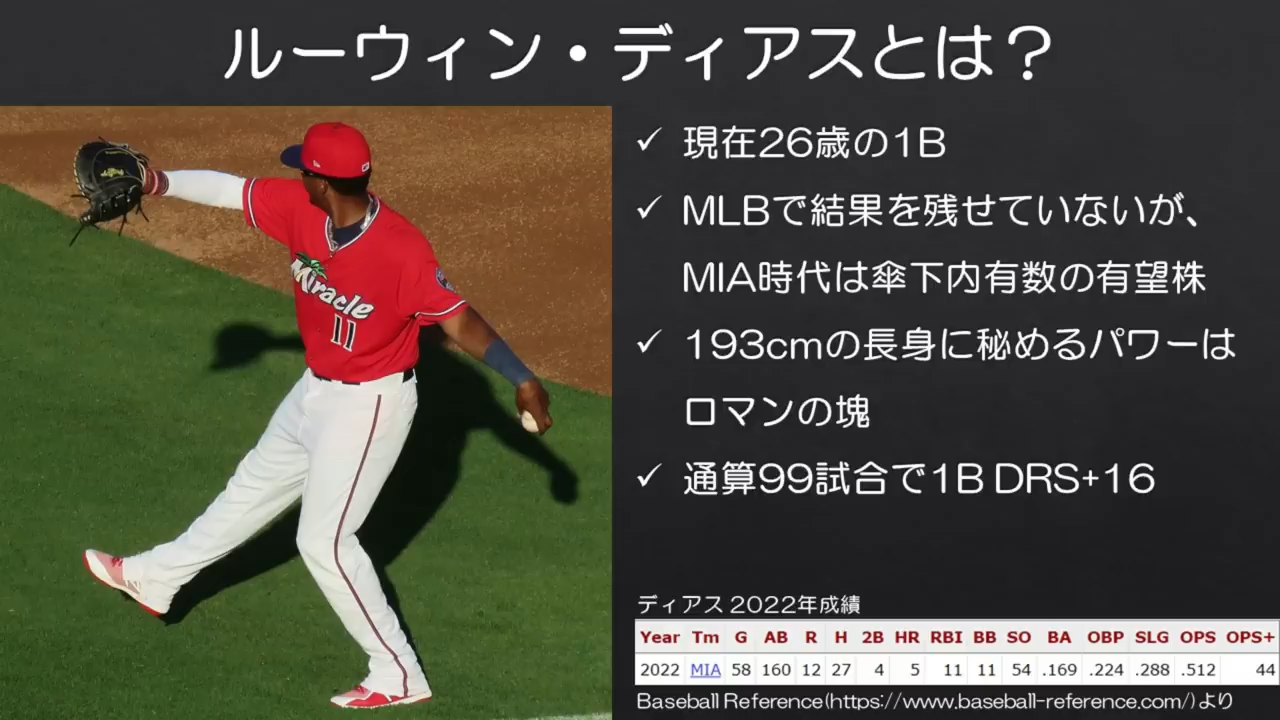 ルーウィン・ディアスとは？
✓ 現在26歳の1B
✓ MLBで結果を残せていないが、
MIA時代は傘下内有数の有望株
✓ 193cmの長身に秘めるパワーは
ロマンの塊
✓ 通算99試合で1B DRS+16
Miracle
11
ディアス 2022年成績
Year Tm G AB R H 2B HR RBI BB SO BA OBP SLG OPS OPS+
2022 MIA 58 160 12 27 4 5 11 11 54 .169 .224 .288 .512 44
Baseball Reference(https://www.baseball-reference.com/)より